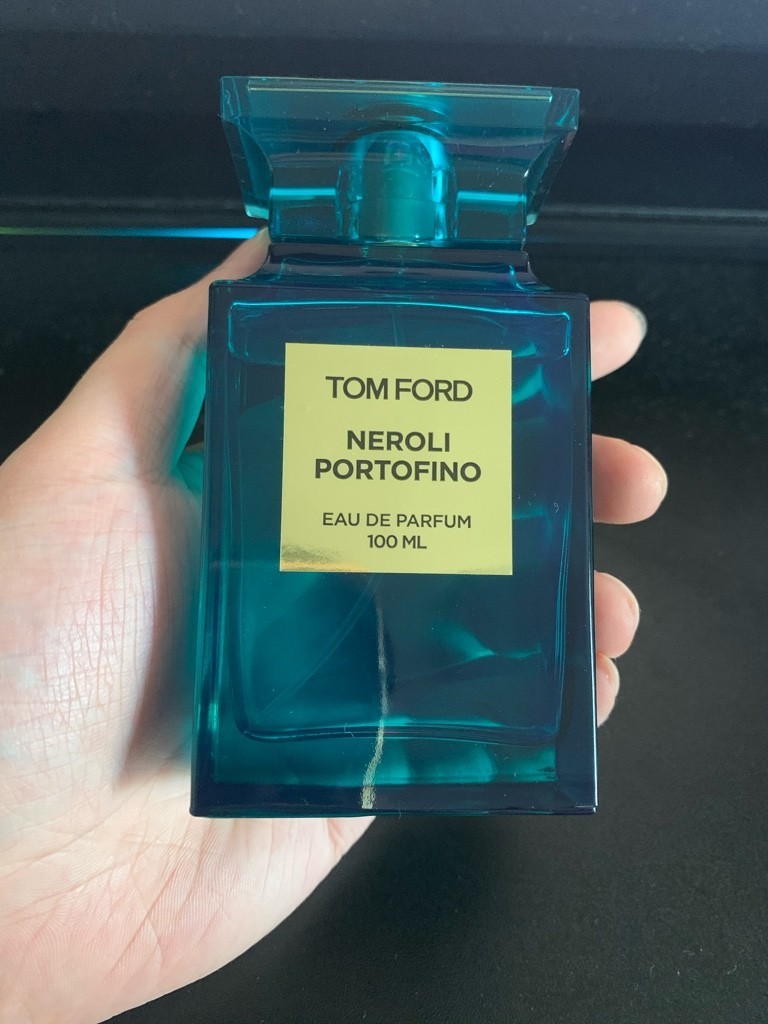 TOM FORD
NEROLI
PORTOFINO
EAU DE PARFUM
100 ML